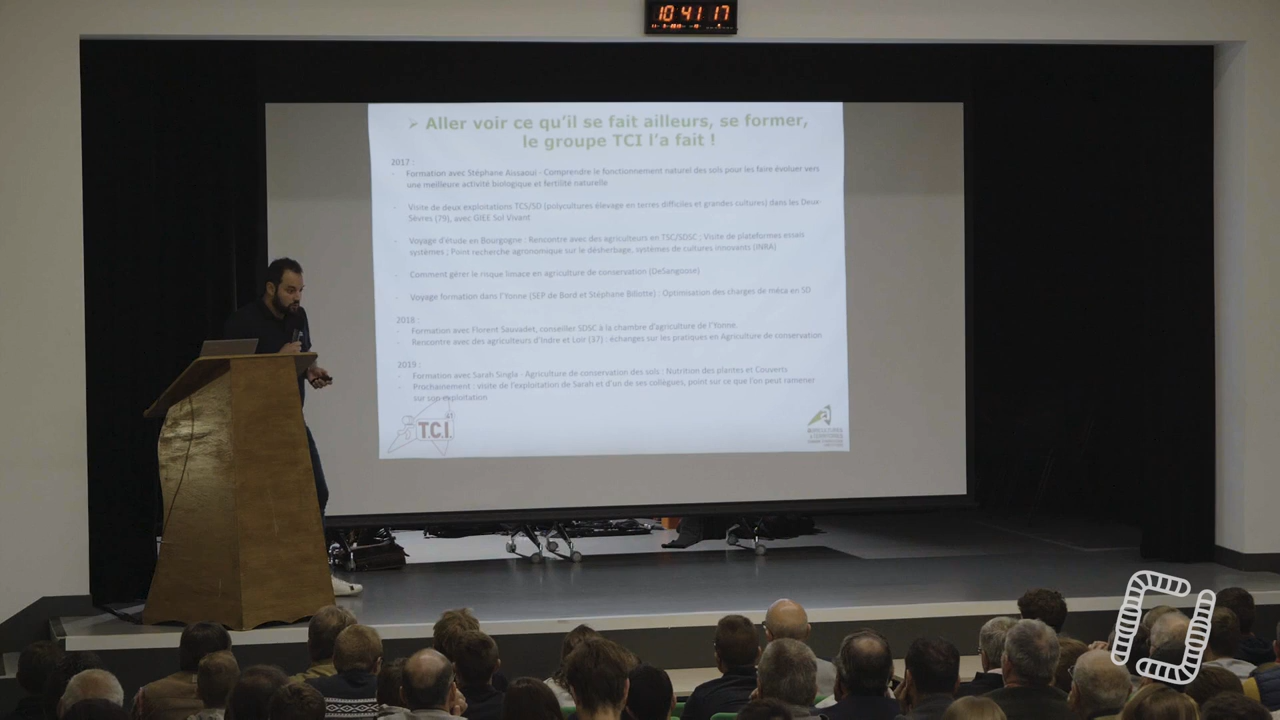 10 41 17
➢ Aller voir ce qu'il se fait ailleurs, se former,
le groupe TCI l'a fait !
2017 :
- Formation avec Stéphane Aissaoui - Comprendre le fonctionnement naturel des sols pour les faire évoluer vers
une meilleure activité biologique et fertilité naturelle
- Visite de deux exploitations TCS/SD (polycultures élevage en terres difficiles et grandes cultures) dans les Deux-
Sèvres (79), avec GIEE Sol Vivant
- Voyage d'étude en Bourgogne : Rencontre avec des agriculteurs en TSC/SDSC ; Visite de plateformes essais
systèmes ; Point recherche agronomique sur le désherbage, systèmes de cultures innovants (INRA)
- Comment gérer le risque limace en agriculture de conservation (DeSangosse)
- Voyage formation dans l'Yonne (SEP de Bord et Stéphane Billotte) : Optimisation des charges de méca en SD
2018 :
- Formation avec Florent Sauvadet, conseiller SDSC à la chambre d'agriculture de l'Yonne.
- Rencontre avec des agriculteurs d'Indre et Loir (37) : échanges sur les pratiques en Agriculture de conservation
2019 :
- Formation avec Sarah Singla - Agriculture de conservation des sols : Nutrition des plantes et Couverts
- Prochainement : visite de l'exploitation de Sarah et d'un de ses collègues, point sur ce que l'on peut ramener
sur son exploitation
41
T.C.I.
AGRICULTURES
& TERRITOIRES